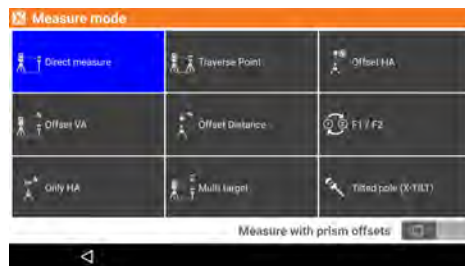 Measure mode
Direct measure
Traverse Point
Offset HA
Offset VA
Offset Distance
F1 / F2
Only HA
Multi target
Tilted pole (X-TILT)
Measure with prism offsets